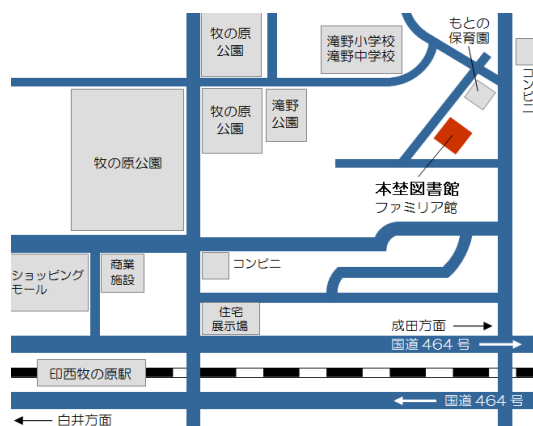 牧の原
公園
滝野小学校
滝野中学校
もとの
保育園
コンビニ
牧の原
公園
滝野
公園
牧の原公園
本埜図書館
ファミリア館
ショッピング
モール
商業
施設
コンビニ
住宅
展示場
成田方面
国道 464 号
印西牧の原駅
国道 464 号
白井方面